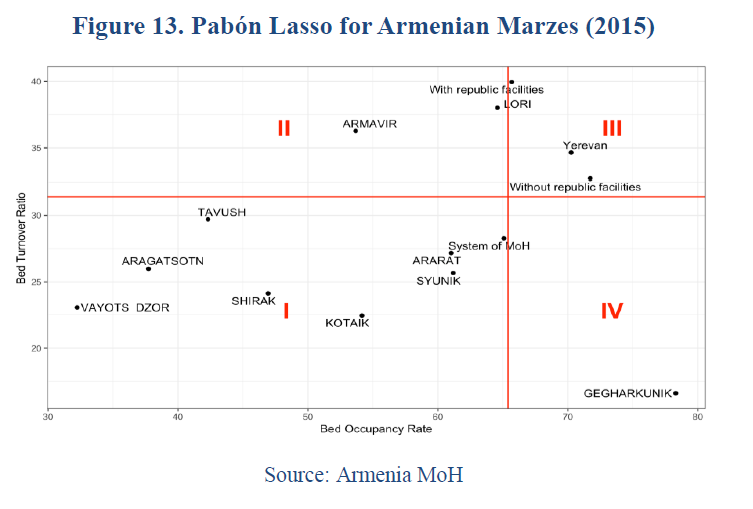 Figure 13. Pabón Lasso for Armenian Marzes (2015)
40
With republic facilities
LORI
ARMAVIR
II
III
35
Yerevan
Without republic facilities
Bed Turnover Ratio
30
TAVUSH
System of MoH
ARAGATSOTN
ARARAT
SYUNIK
25
VAYOTS DZOR
SHIRAK
I
IV
KOTAIK
20
GEGHARKUNIK
30
40
50
60
70
80
Bed Occupancy Rate
Source: Armenia MoH